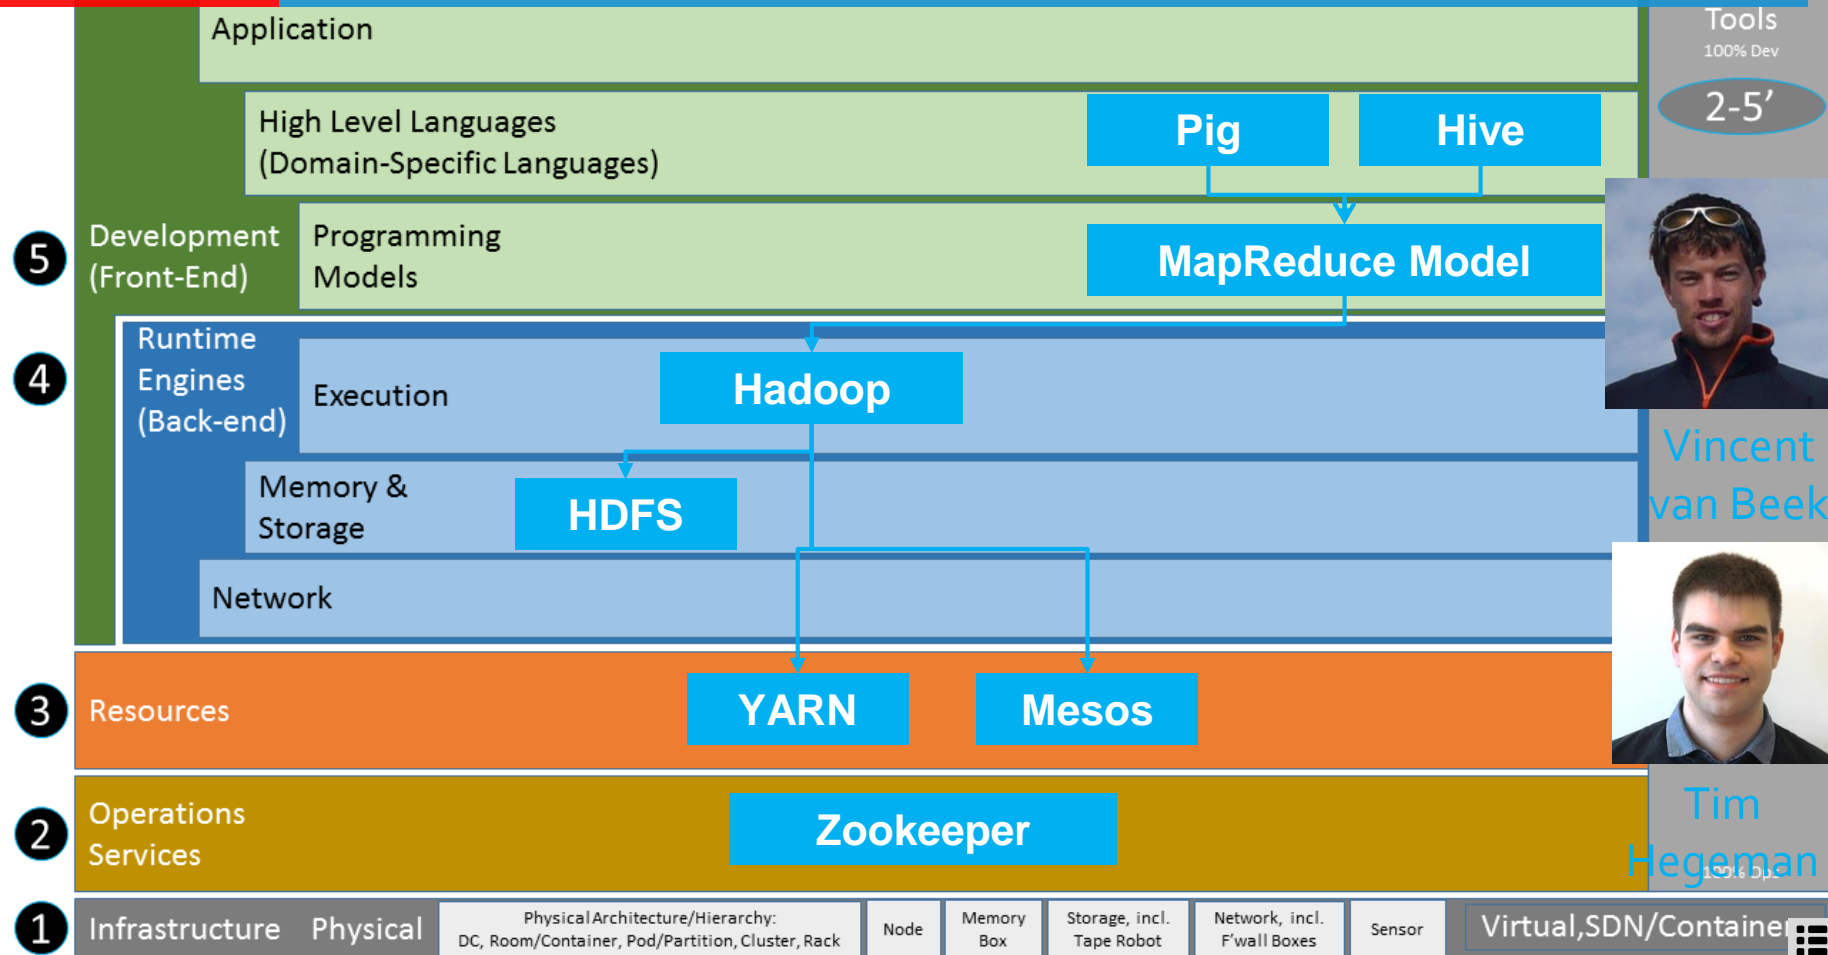 Application
Tools
100% Dev
2-5’
High Level Languages
(Domain-Specific Languages)
Pig
Hive
5
Development
(Front-End)
Programming
Models
MapReduce Model
4
Runtime
Engines
(Back-end)
Execution
Hadoop
Vincent
van Beek
Memory &
Storage
HDFS
Network
3
Resources
YARN
Mesos
2
Operations
Services
Zookeeper
Tim
Hegeman
100% Ops
1
Infrastructure
Physical
Physical Architecture/Hierarchy:
DC, Room/Container, Pod/Partition, Cluster, Rack
Node
Memory
Box
Storage, incl.
Tape Robot
Network, incl.
F'wall Boxes
Sensor
Virtual,SDN/Container